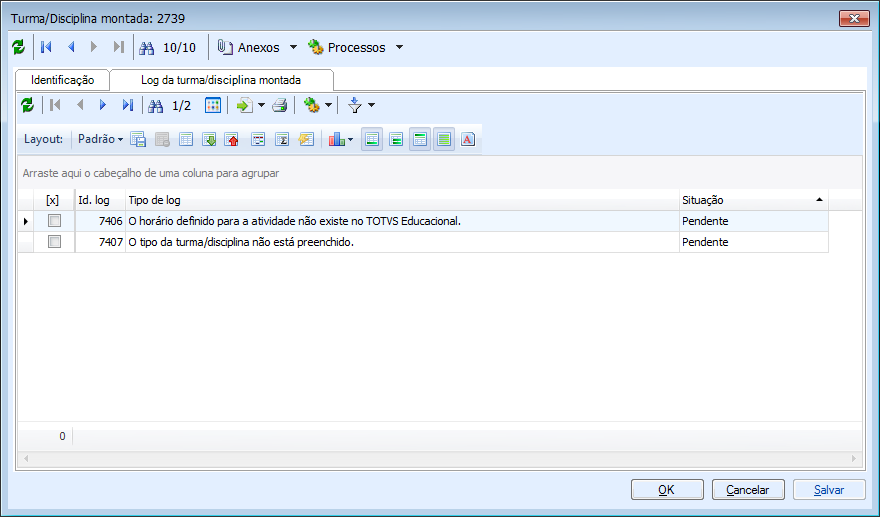 Turma/Disciplina montada: 2739
10/10 Anexos Processos
Identificação Log da turma/disciplina montada
1/2
Layout: Padrão
Arraste aqui o cabeçalho de uma coluna para agrupar
[x] Id. log Tipo de log Situação
7406 O horário definido para a atividade não existe no TOTVS Educacional. Pendente
7407 O tipo da turma/disciplina não está preenchido. Pendente
0
OK Cancelar Salvar